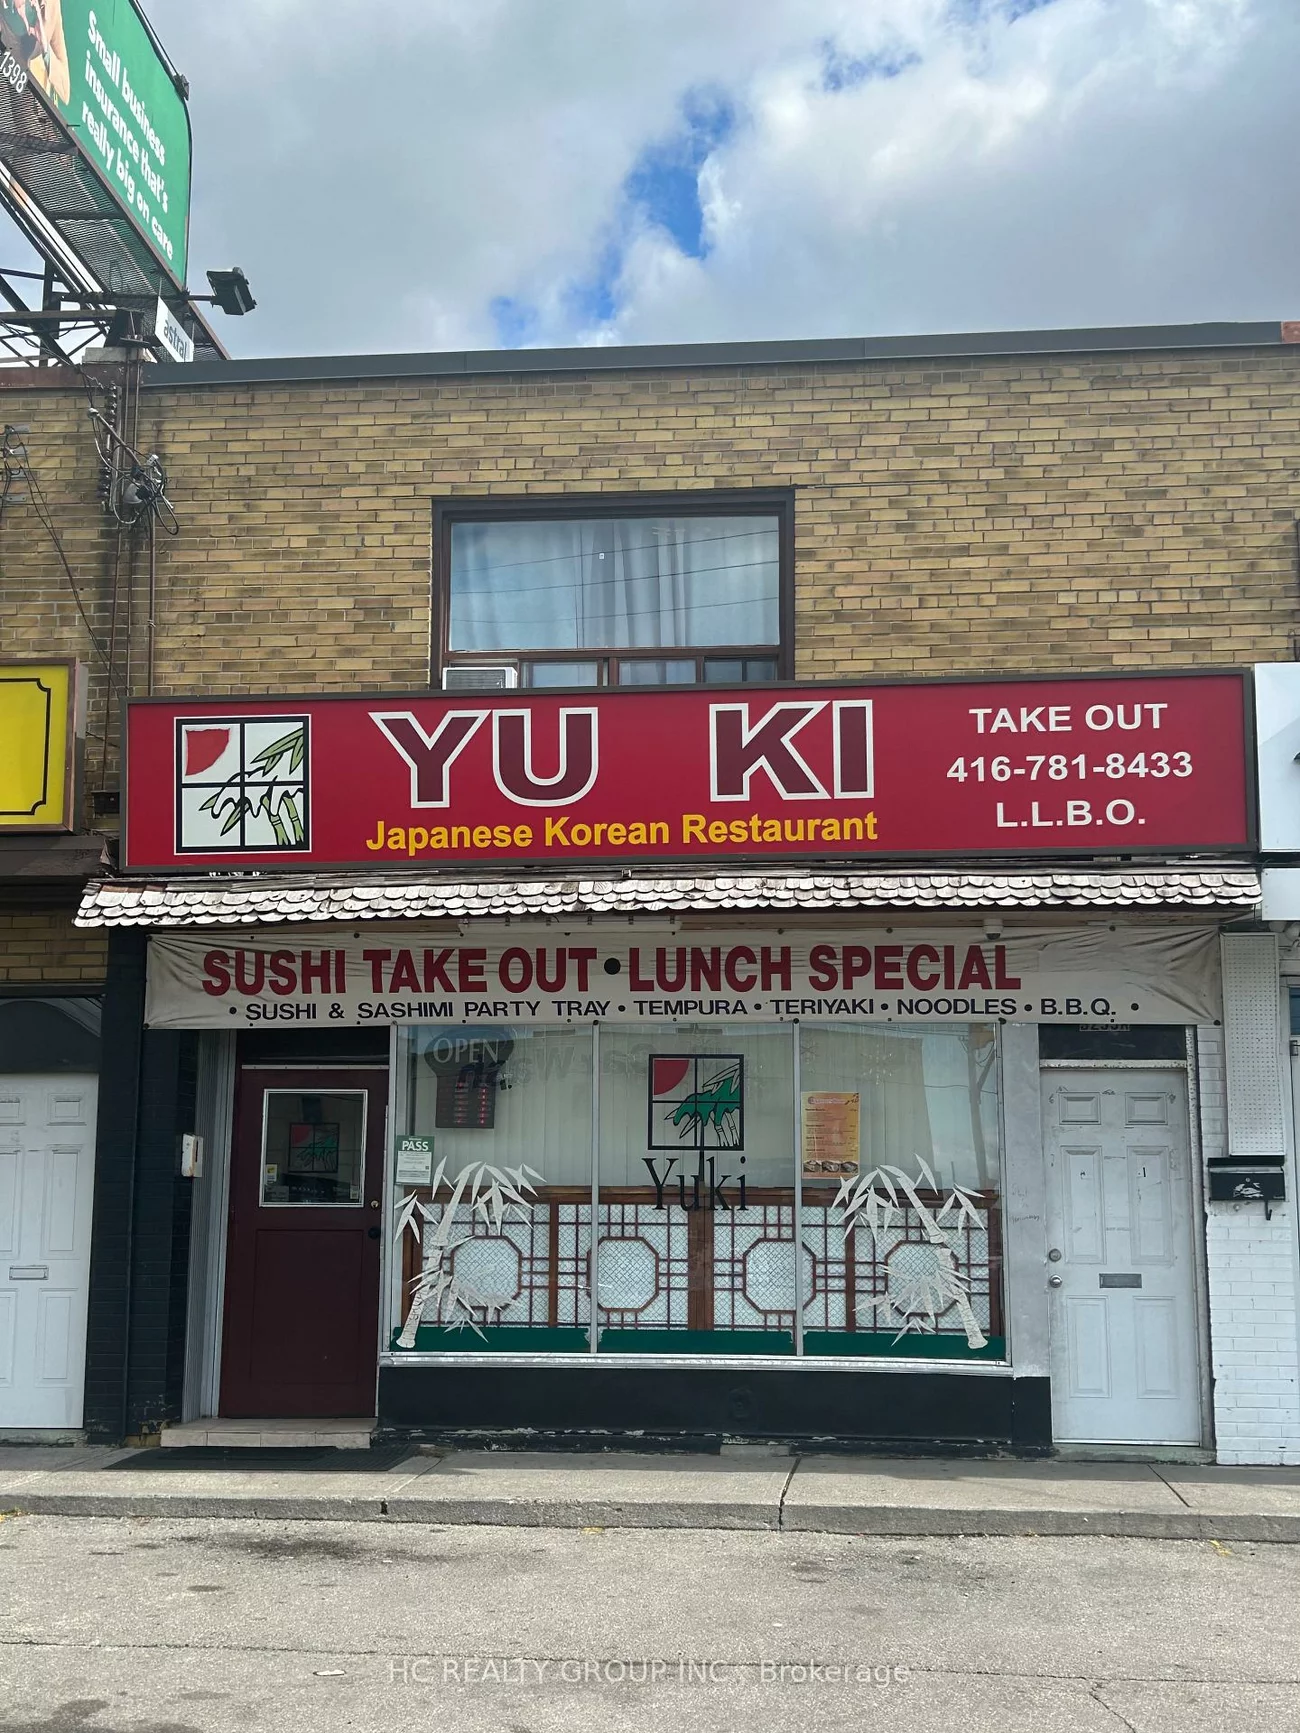 1398
Small business
insurance that's
really big on care
astral
YU KI
Japanese Korean Restaurant
TAKE OUT
416-781-8433
L.L.B.O.
SUSHI TAKE OUT • LUNCH SPECIAL
• SUSHI & SASHIMI PARTY TRAY • TEMPURA • TERIYAKI • NOODLES • B.B.Q. •
OPEN
PASS
Yuki
HC REALTY GROUP INC., Brokerage